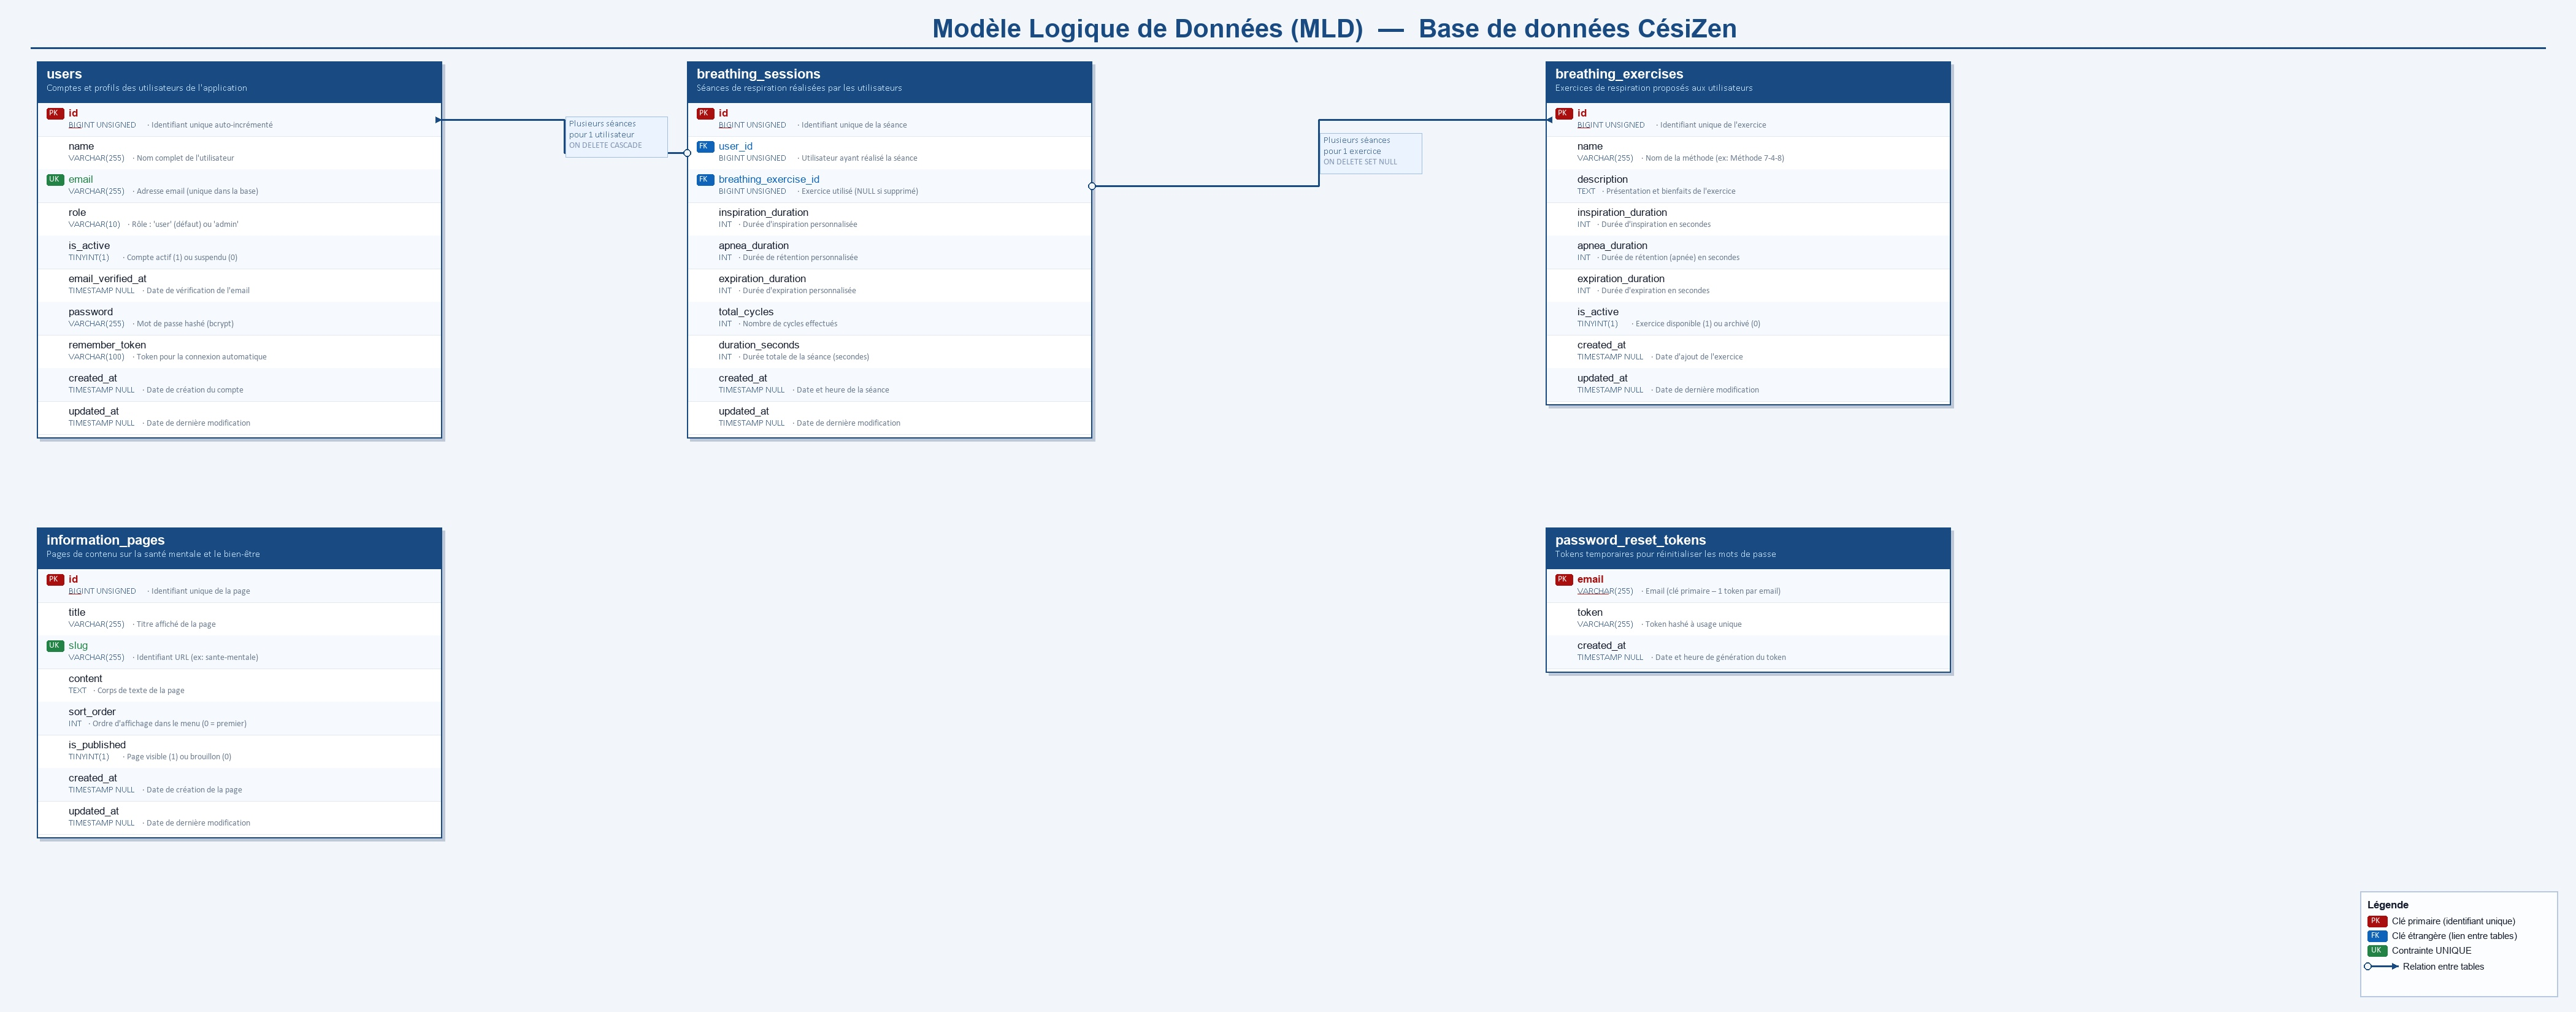 Modèle Logique de Données (MLD) — Base de données CésiZen
users
Comptes et profils des utilisateurs de l'application
PK id
BIGINT UNSIGNED · Identifiant unique auto-incrémenté
name
VARCHAR(255) · Nom complet de l'utilisateur
UK email
VARCHAR(255) · Adresse email (unique dans la base)
role
VARCHAR(10) · Rôle : 'user' (défaut) ou 'admin'
is_active
TINYINT(1) · Compte actif (1) ou suspendu (0)
email_verified_at
TIMESTAMP NULL · Date de vérification de l'email
password
VARCHAR(255) · Mot de passe hashé (bcrypt)
remember_token
VARCHAR(100) · Token pour la connexion automatique
created_at
TIMESTAMP NULL · Date de création du compte
updated_at
TIMESTAMP NULL · Date de dernière modification
Plusieurs séances
pour 1 utilisateur
ON DELETE CASCADE
breathing_sessions
Séances de respiration réalisées par les utilisateurs
PK id
BIGINT UNSIGNED · Identifiant unique de la séance
FK user_id
BIGINT UNSIGNED · Utilisateur ayant réalisé la séance
FK breathing_exercise_id
BIGINT UNSIGNED · Exercice utilisé (NULL si supprimé)
inspiration_duration
INT · Durée d'inspiration personnalisée
apnea_duration
INT · Durée de rétention personnalisée
expiration_duration
INT · Durée d'expiration personnalisée
total_cycles
INT · Nombre de cycles effectués
duration_seconds
INT · Durée totale de la séance (secondes)
created_at
TIMESTAMP NULL · Date et heure de la séance
updated_at
TIMESTAMP NULL · Date de dernière modification
Plusieurs séances
pour 1 exercice
ON DELETE SET NULL
breathing_exercises
Exercices de respiration proposés aux utilisateurs
PK id
BIGINT UNSIGNED · Identifiant unique de l'exercice
name
VARCHAR(255) · Nom de la méthode (ex: Méthode 7-4-8)
description
TEXT · Présentation et bienfaits de l'exercice
inspiration_duration
INT · Durée d'inspiration en secondes
apnea_duration
INT · Durée de rétention (apnée) en secondes
expiration_duration
INT · Durée d'expiration en secondes
is_active
TINYINT(1) · Exercice disponible (1) ou archivé (0)
created_at
TIMESTAMP NULL · Date d'ajout de l'exercice
updated_at
TIMESTAMP NULL · Date de dernière modification
information_pages
Pages de contenu sur la santé mentale et le bien-être
PK id
BIGINT UNSIGNED · Identifiant unique de la page
title
VARCHAR(255) · Titre affiché de la page
UK slug
VARCHAR(255) · Identifiant URL (ex: sante-mentale)
content
TEXT · Corps de texte de la page
sort_order
INT · Ordre d'affichage dans le menu (0 = premier)
is_published
TINYINT(1) · Page visible (1) ou brouillon (0)
created_at
TIMESTAMP NULL · Date de création de la page
updated_at
TIMESTAMP NULL · Date de dernière modification
password_reset_tokens
Tokens temporaires pour réinitialiser les mots de passe
PK email
VARCHAR(255) · Email (clé primaire – 1 token par email)
token
VARCHAR(255) · Token hashé à usage unique
created_at
TIMESTAMP NULL · Date et heure de génération du token
Légende
PK Clé primaire (identifiant unique)
FK Clé étrangère (lien entre tables)
UK Contrainte UNIQUE
Relation entre tables